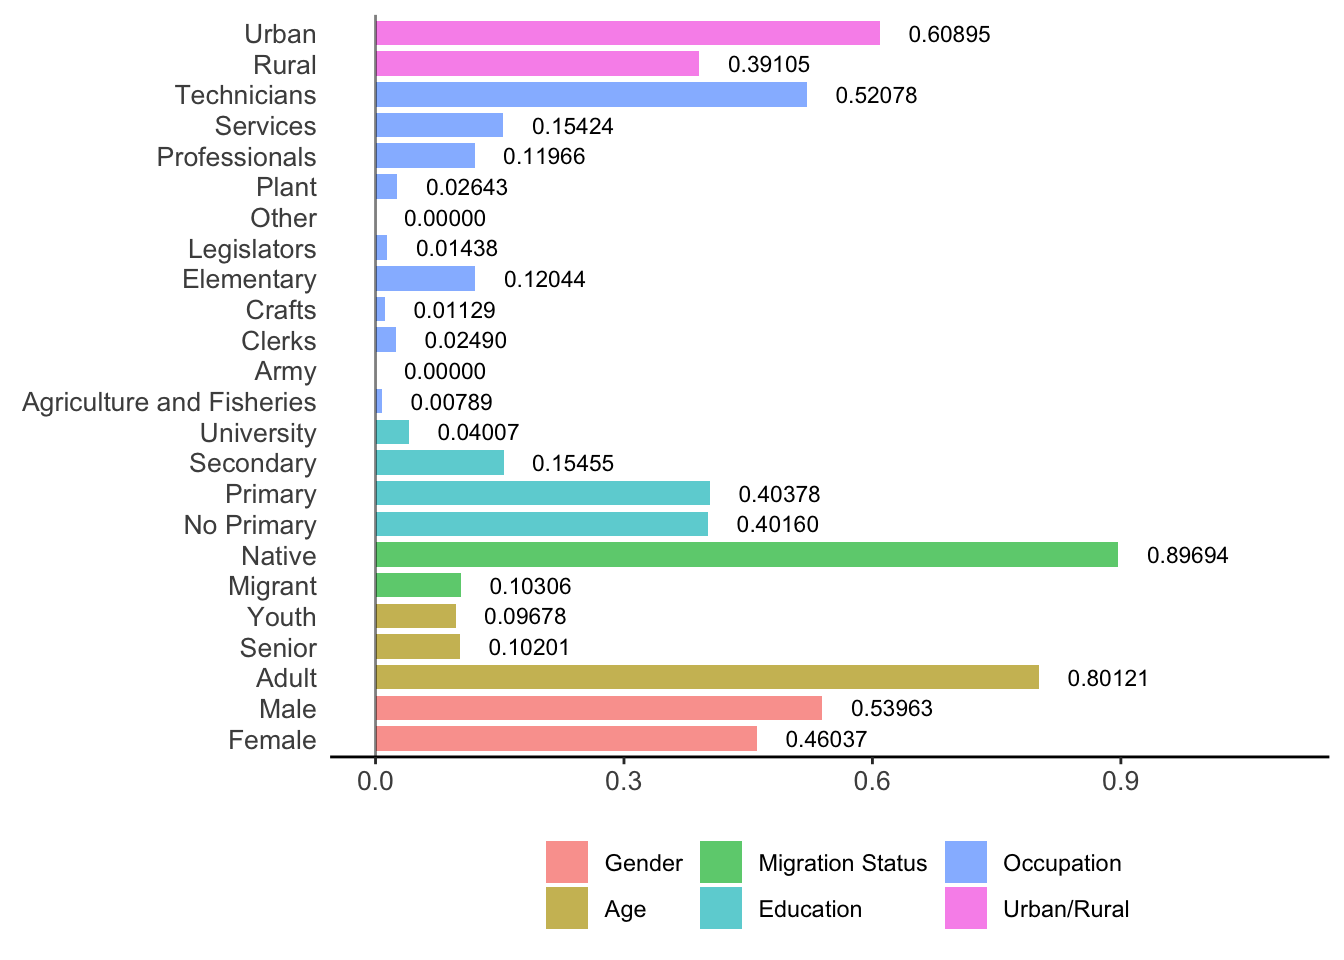 Urban 0.60895
Rural 0.39105
Technicians 0.52078
Services 0.15424
Professionals 0.11966
Plant 0.02643
Other 0.00000
Legislators 0.01438
Elementary 0.12044
Crafts 0.01129
Clerks 0.02490
Army 0.00000
Agriculture and Fisheries 0.00789
University 0.04007
Secondary 0.15455
Primary 0.40378
No Primary 0.40160
Native 0.89694
Migrant 0.10306
Youth 0.09678
Senior 0.10201
Adult 0.80121
Male 0.53963
Female 0.46037
0.0 0.3 0.6 0.9
Gender Migration Status Occupation
Age Education Urban/Rural